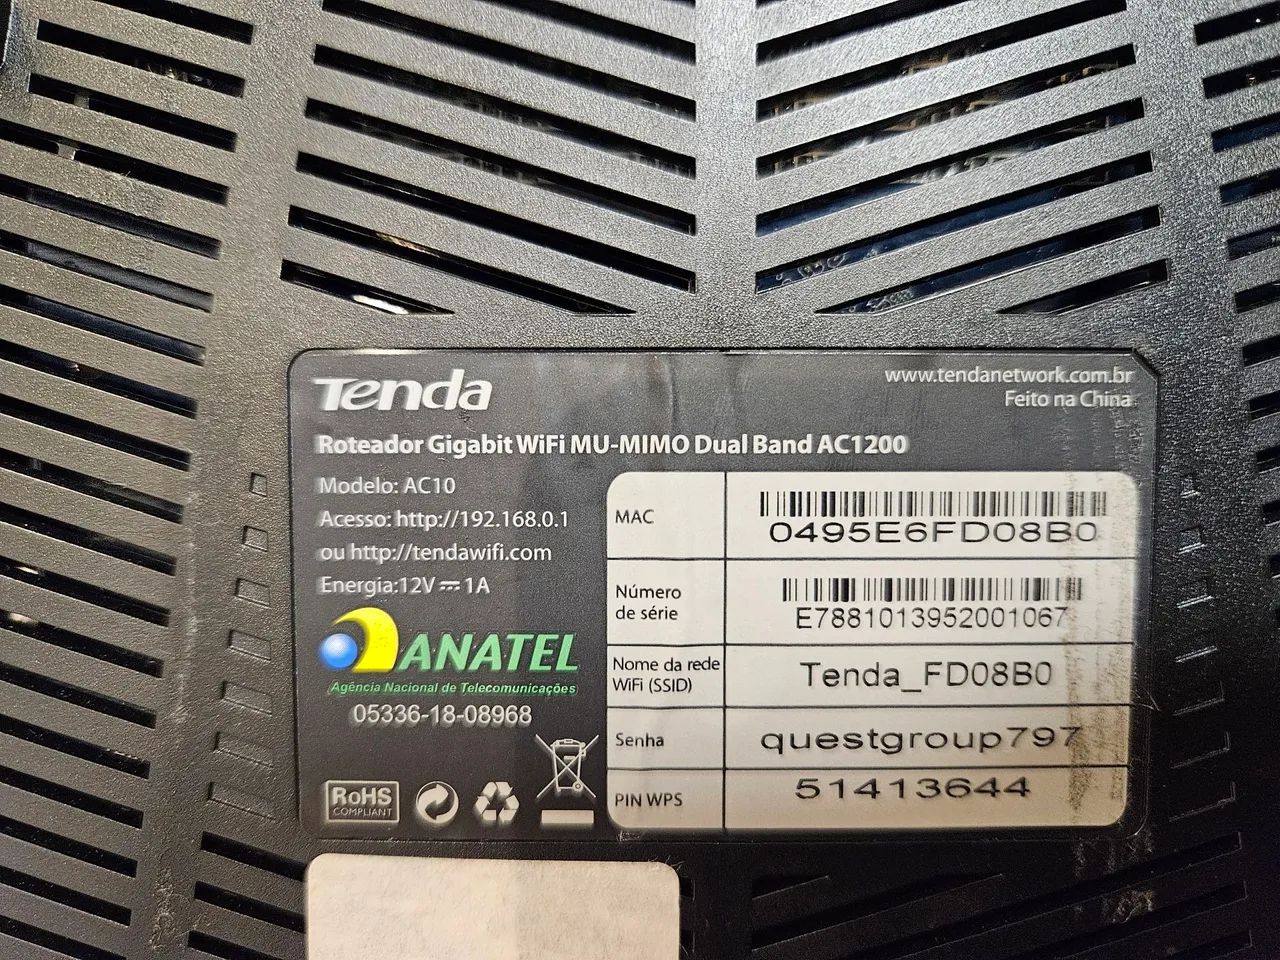 Tenda
www.tendanetwork.com.br
Feito na China
Roteador Gigabit WiFi MU-MIMO Dual Band AC1200
Modelo: AC10
Acesso: http://192.168.0.1
ou http://tendawifi.com
Energia:12V⎓1A
ANATEL
Agência Nacional de Telecomunicações
05336-18-08968
RoHS
COMPLIANT
MAC
0495E6FD08B0
Número
de série
E7881013952001067
Nome da rede
WiFi (SSID)
Tenda_FD08B0
Senha
questgroup797
PIN WPS
51413644